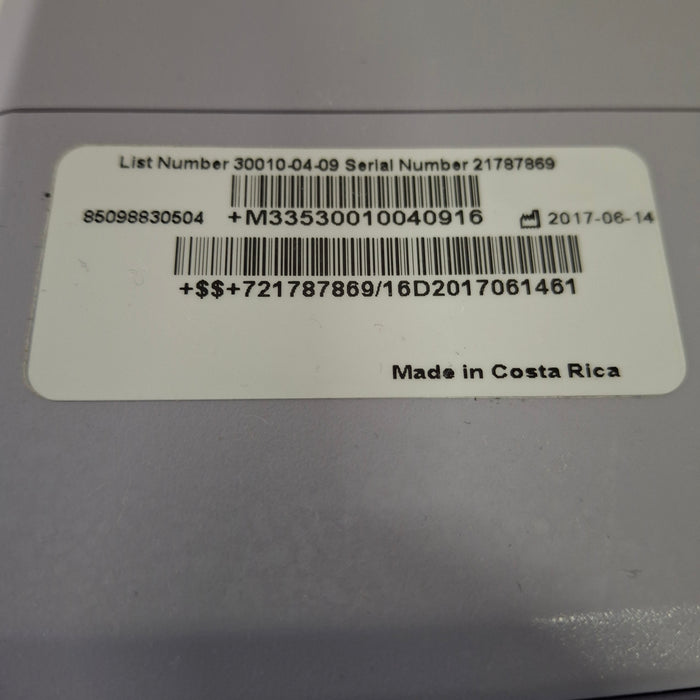 List Number 30010-04-09 Serial Number 21787869
85098830504 +M33530010040916 2017-06-14
+$$+721787869/16D2017061461
Made in Costa Rica